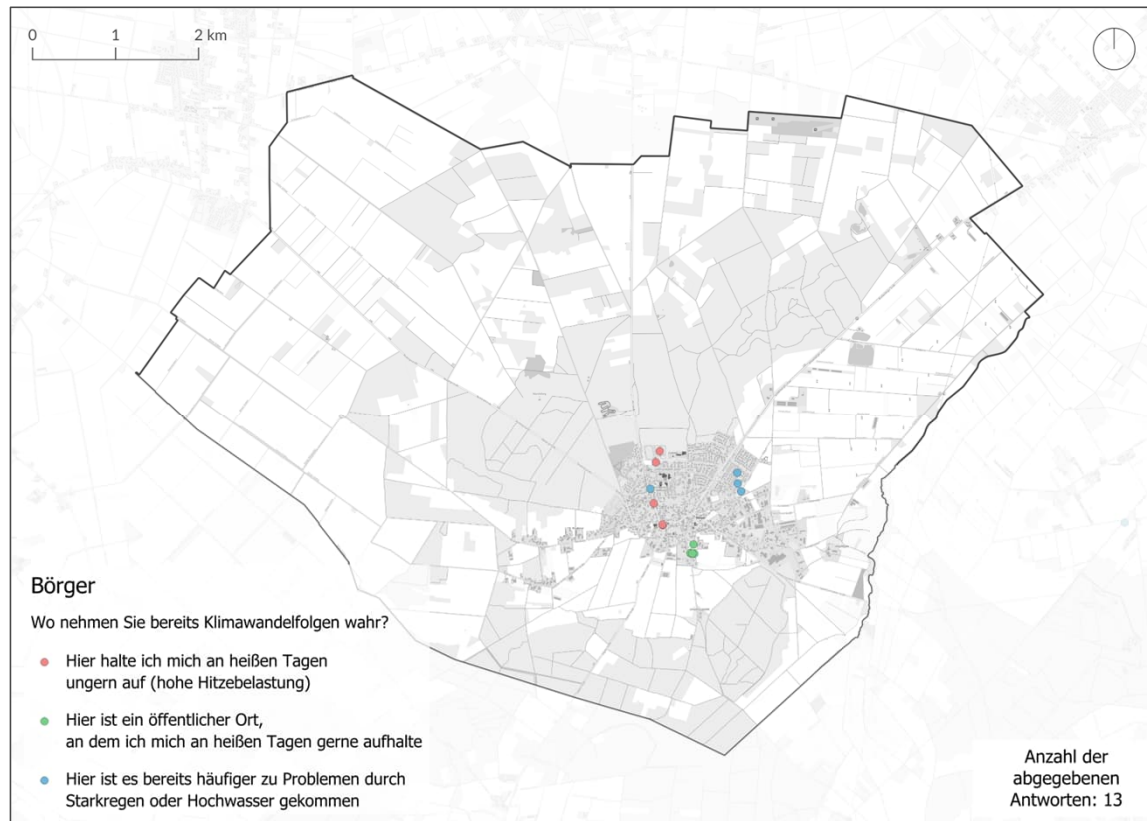 0 1 2 km
Börger
Wo nehmen Sie bereits Klimawandelfolgen wahr?
Hier halte ich mich an heißen Tagen
ungern auf (hohe Hitzebelastung)
Hier ist ein öffentlicher Ort,
an dem ich mich an heißen Tagen gerne aufhalte
Hier ist es bereits häufiger zu Problemen durch
Starkregen oder Hochwasser gekommen
Anzahl der
abgegebenen
Antworten: 13